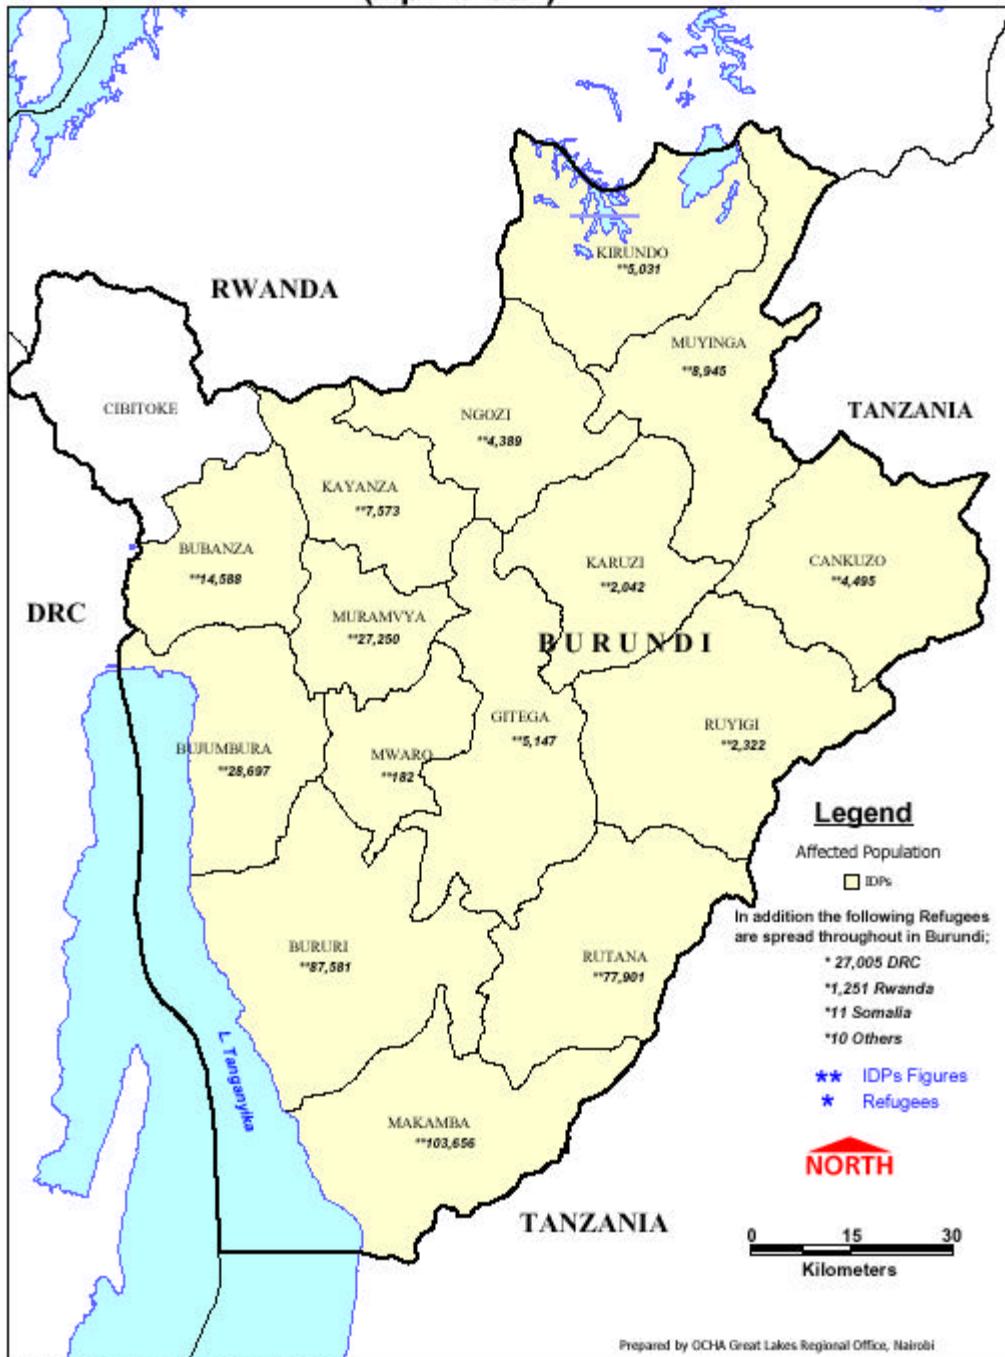 KIRUNDO
**5,031
RWANDA
MUYINGA
**8,945
CIBITOKE
NGOZI
**4,389
TANZANIA
KAYANZA
**7,573
BUBANZA
**14,588
KARUZI
**2,042
CANKUZO
**4,495
DRC
MURAMVYA
**27,250
BURUNDI
GITEGA
**5,147
RUYIGI
**2,322
BUJUMBURA
**28,697
MWARO
**182
Legend
Affected Population
IDPs
In addition the following Refugees
are spread throughout in Burundi;
* 27,005 DRC
*1,251 Rwanda
*11 Somalia
*10 Others
** IDPs Figures
* Refugees
BURURI
**87,581
RUTANA
**77,901
L Tanganyika
MAKAMBA
**103,656
NORTH
TANZANIA
0 15 30
Kilometers
Prepared by OCHA Great Lakes Regional Office, Nairobi